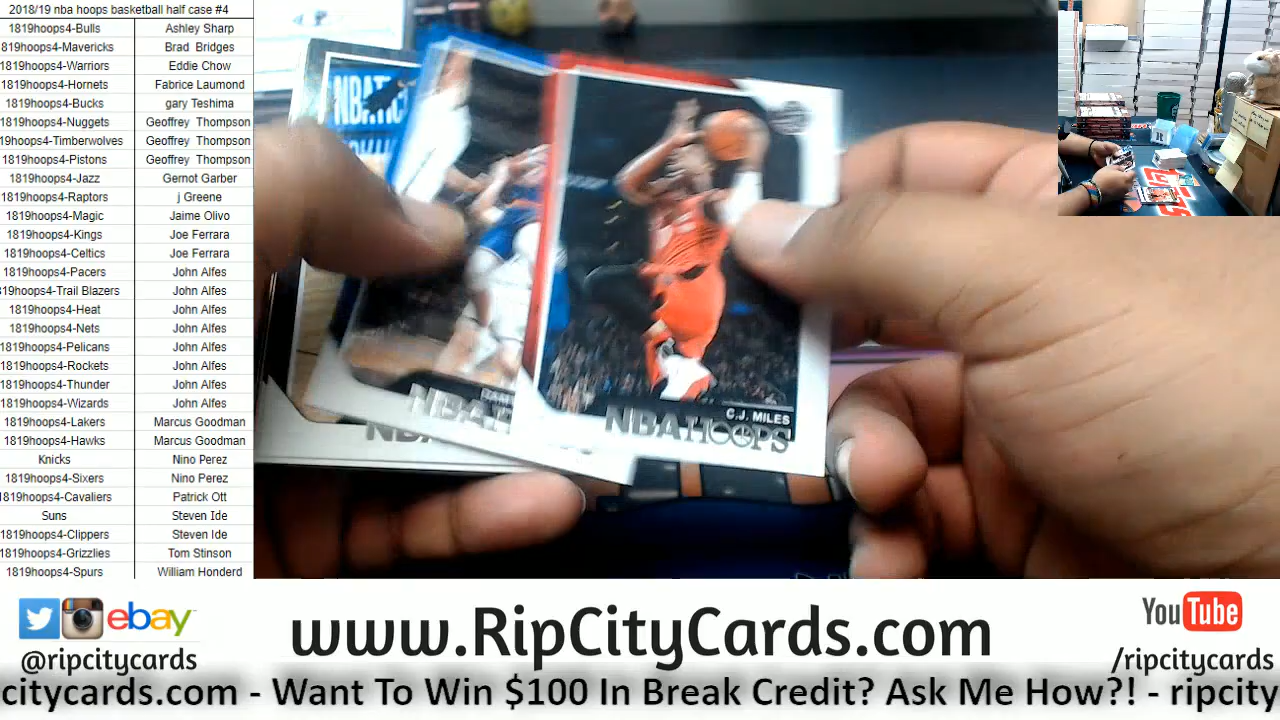 2018/19 nba hoops basketball half case #4
1819hoops4-Bulls Ashley Sharp
819hoops4-Mavericks Brad Bridges
1819hoops4-Warriors Eddie Chow
1819hoops4-Hornets Fabrice Laumond
1819hoops4-Bucks gary Teshima
1819hoops4-Nuggets Geoffrey Thompson
19hoops4-Timberwolves Geoffrey Thompson
1819hoops4-Pistons Geoffrey Thompson
1819hoops4-Jazz Gernot Garber
1819hoops4-Raptors j Greene
1819hoops4-Magic Jaime Olivo
1819hoops4-Kings Joe Ferrara
1819hoops4-Celtics Joe Ferrara
1819hoops4-Pacers John Alfes
819hoops4-Trail Blazers John Alfes
1819hoops4-Heat John Alfes
1819hoops4-Nets John Alfes
1819hoops4-Pelicans John Alfes
1819hoops4-Rockets John Alfes
1819hoops4-Thunder John Alfes
1819hoops4-Wizards John Alfes
1819hoops4-Lakers Marcus Goodman
1819hoops4-Hawks Marcus Goodman
Knicks Nino Perez
1819hoops4-Sixers Nino Perez
1819hoops4-Cavaliers Patrick Ott
Suns Steven Ide
1819hoops4-Clippers Steven Ide
1819hoops4-Grizzlies Tom Stinson
1819hoops4-Spurs William Honderd
C.J. MILES
NBA HOOPS
ebay
@ripcitycards
www.RipCityCards.com
YouTube
/ripcitycards
citycards.com - Want To Win $100 In Break Credit? Ask Me How?! - ripcity